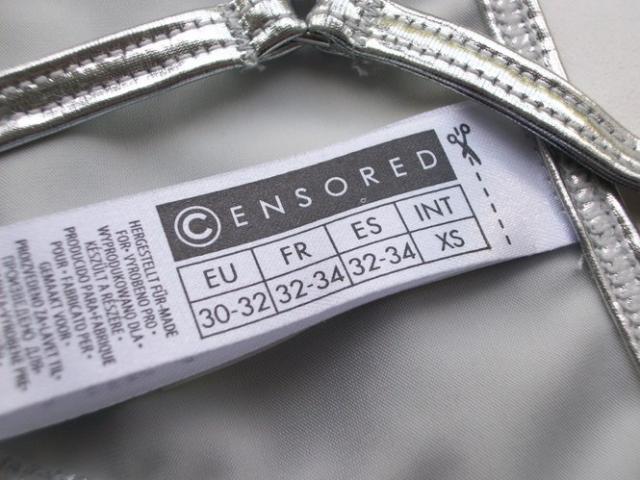 ©ENSORED
EU FR ES INT
30-32 32-34 32-34 XS
HERGESTELLT FÜR•MADE
FOR•VYROBENO PRO•
WYPRODUKOWANO DLA•
KÉSZÜLT A RÉSZÉRE•
PRODUCIDO PARA•FABRIQUÉ
POUR•FABRICATO PER•
GEMAAKT VOOR•